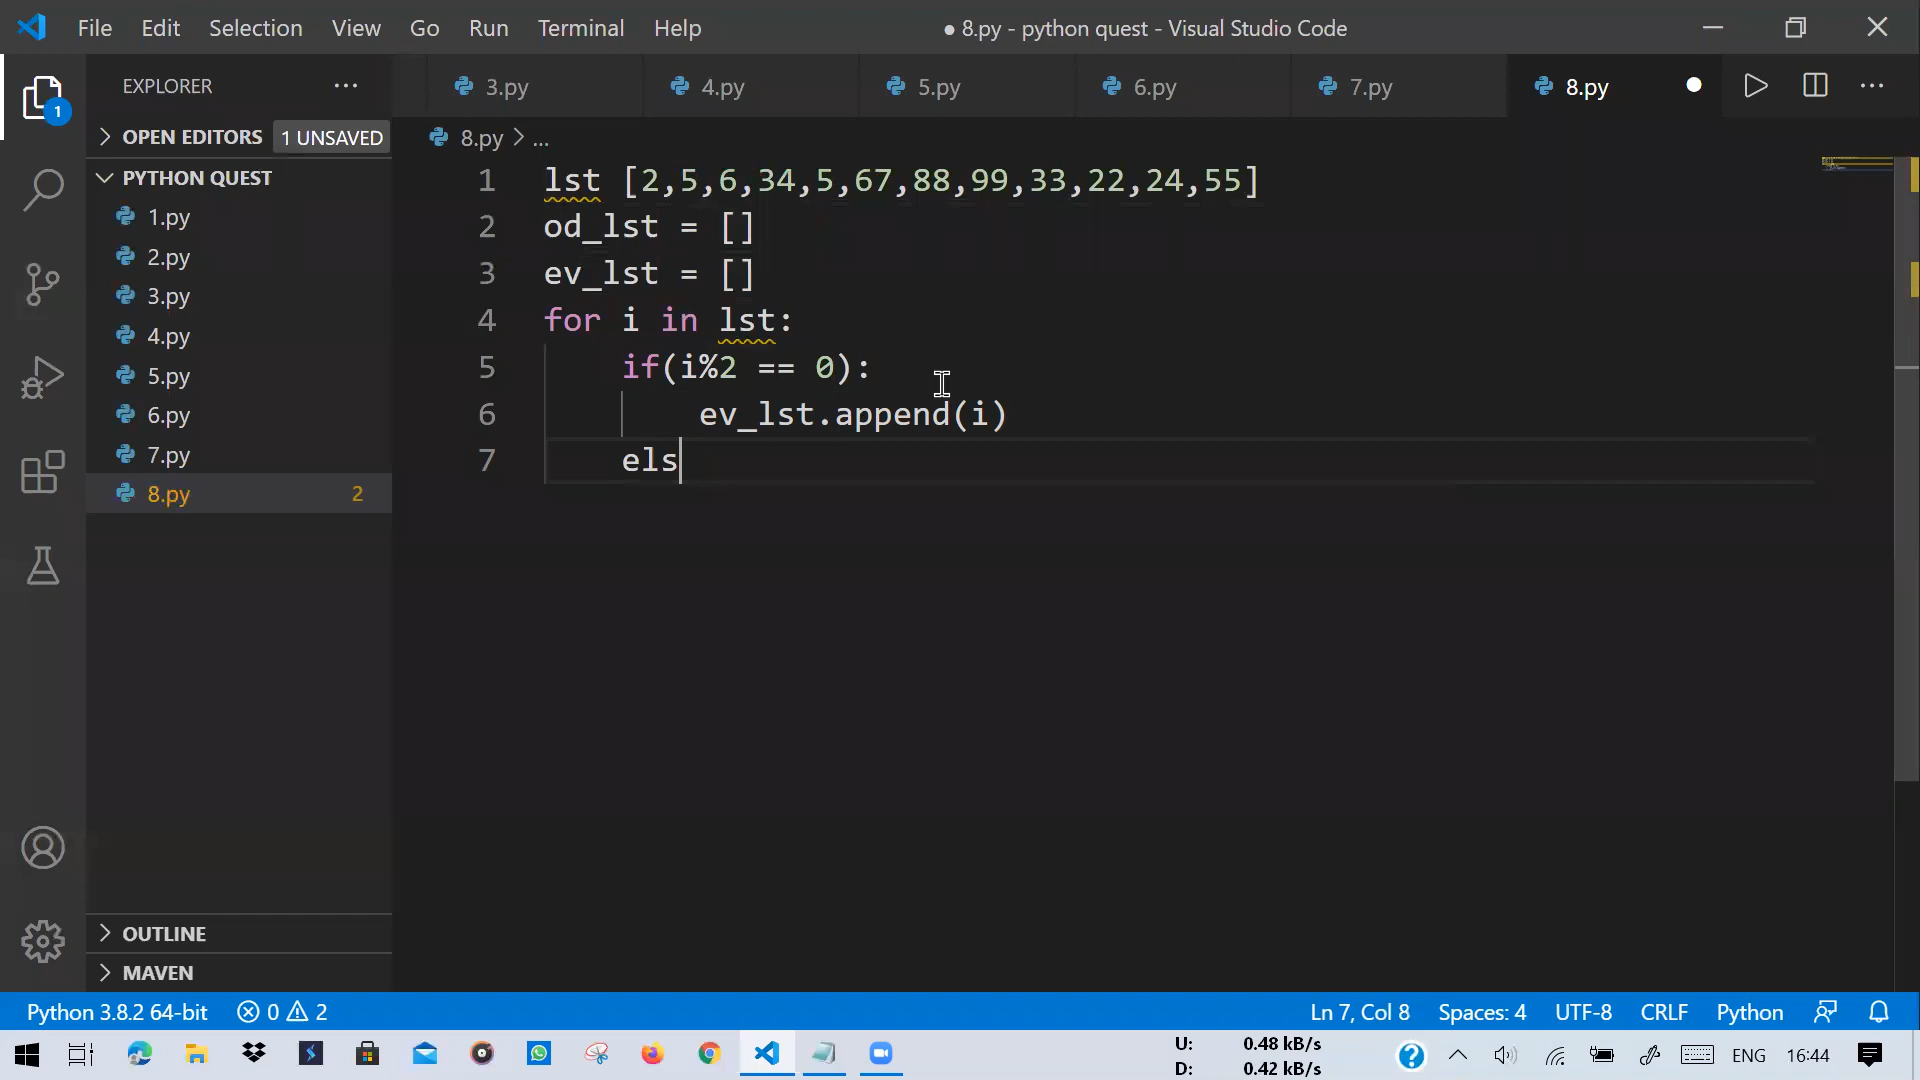 File Edit Selection View Go Run Terminal Help ● 8.py - python quest - Visual Studio Code
EXPLORER ··· 3.py 4.py 5.py 6.py 7.py 8.py
1
OPEN EDITORS 1 UNSAVED 8.py > ...
PYTHON QUEST
1.py
2.py
3.py
4.py
5.py
6.py
7.py
8.py 2
1 lst [2,5,6,34,5,67,88,99,33,22,24,55]
2 od_lst = []
3 ev_lst = []
4 for i in lst:
5 if(i%2 == 0):
6 ev_lst.append(i)
7 els
OUTLINE
MAVEN
Python 3.8.2 64-bit 0 2 Ln 7, Col 8 Spaces: 4 UTF-8 CRLF Python
U: 0.48 kB/s
D: 0.42 kB/s
ENG 16:44